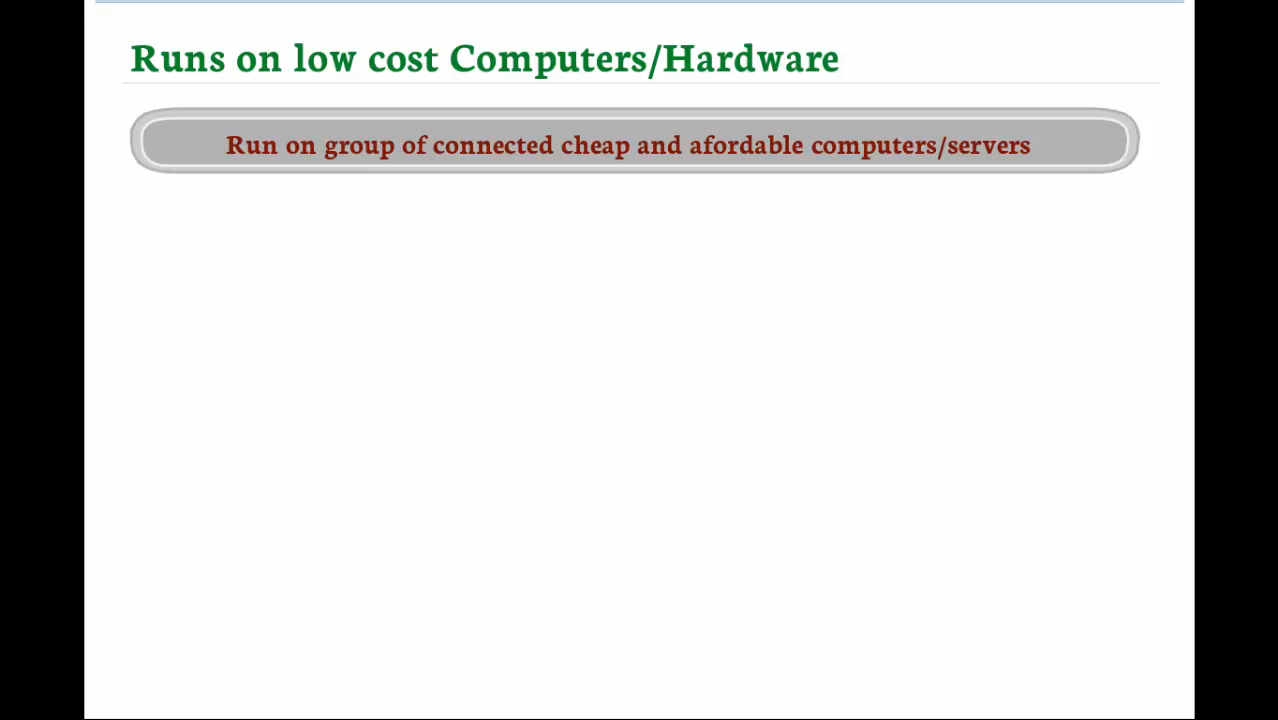 Runs on low cost Computers/Hardware
Run on group of connected cheap and afordable computers/servers